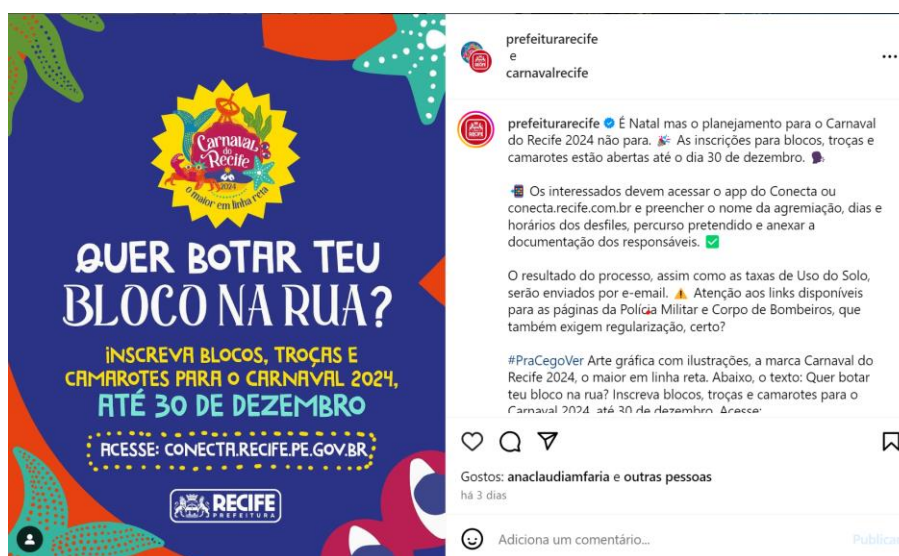 Carnaval
do
Recife
2024
o maior em linha reta
QUER BOTAR TEU
BLOCO NA RUA?
INSCREVA BLOCOS, TROÇAS E
CAMAROTES PARA O CARNAVAL 2024,
ATÉ 30 DE DEZEMBRO
ACESSE: CONECTA.RECIFE.PE.GOV.BR
RECIFE
PREFEITURA
prefeiturarecife
e
carnavalrecife
prefeiturarecife É Natal mas o planejamento para o Carnaval
do Recife 2024 não para. 🎉 As inscrições para blocos, troças e
camarotes estão abertas até o dia 30 de dezembro. 🗣️
📲 Os interessados devem acessar o app do Conecta ou
conecta.recife.com.br e preencher o nome da agremiação, dias e
horários dos desfiles, percurso pretendido e anexar a
documentação dos responsáveis. ✅
O resultado do processo, assim como as taxas de Uso do Solo,
serão enviados por e-email. ⚠️ Atenção aos links disponíveis
para as páginas da Polícia Militar e Corpo de Bombeiros, que
também exigem regularização, certo?
#PraCegoVer Arte gráfica com ilustrações, a marca Carnaval do
Recife 2024, o maior em linha reta. Abaixo, o texto: Quer botar
teu bloco na rua? Inscreva blocos, troças e camarotes para o
Carnaval 2024, até 30 de dezembro. Acesse:
Gostos: anaclaudiamfaria e outras pessoas
há 3 dias
Adiciona um comentário...
Publicar